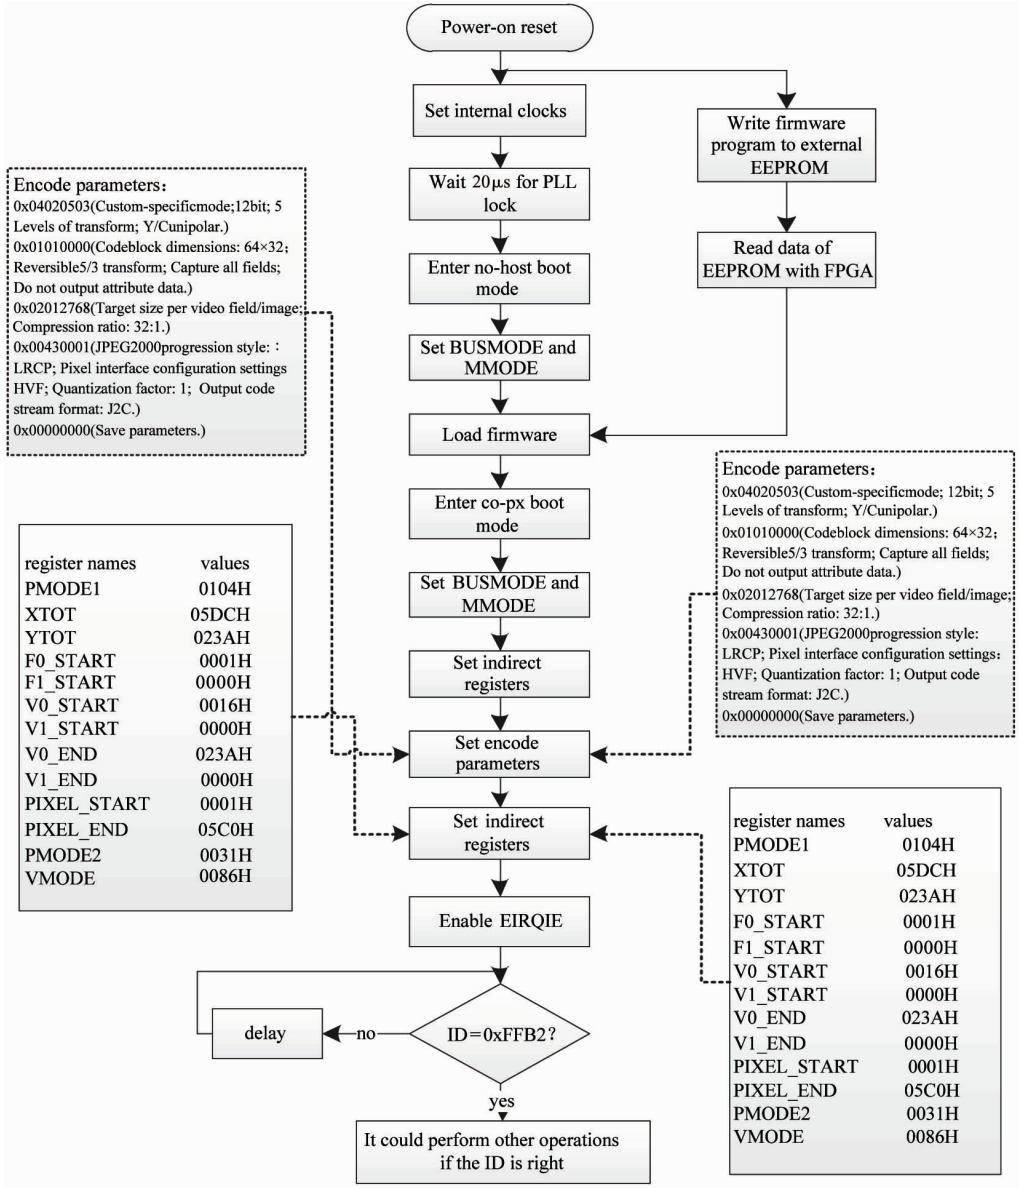 Power-on reset
Set internal clocks
Write firmware
program to external
EEPROM
Wait 20μs for PLL
lock
Read data of
EEPROM with FPGA
Enter no-host boot
mode
Set BUSMODE and
MMODE
Load firmware
Enter co-px boot
mode
Set BUSMODE and
MMODE
Set indirect
registers
Set encode
parameters
Set indirect
registers
Enable EIRQIE
ID=0xFFB2?
no
delay
yes
It could perform other operations
if the ID is right
Encode parameters:
0x04020503(Custom-specificmode;12bit; 5
Levels of transform; Y/Cunipolar.)
0x01010000(Codeblock dimensions: 64×32;
Reversible5/3 transform; Capture all fields;
Do not output attribute data.)
0x02012768(Target size per video field/image;
Compression ratio: 32:1.)
0x00430001(JPEG2000progression style: :
LRCP; Pixel interface configuration settings
HVF; Quantization factor: 1; Output code
stream format: J2C.)
0x00000000(Save parameters.)
register names values
PMODE1 0104H
XTOT 05DCH
YTOT 023AH
F0_START 0001H
F1_START 0000H
V0_START 0016H
V1_START 0000H
V0_END 023AH
V1_END 0000H
PIXEL_START 0001H
PIXEL_END 05C0H
PMODE2 0031H
VMODE 0086H
Encode parameters:
0x04020503(Custom-specificmode; 12bit; 5
Levels of transform; Y/Cunipolar.)
0x01010000(Codeblock dimensions: 64×32;
Reversible5/3 transform; Capture all fields;
Do not output attribute data.)
0x02012768(Target size per video field/image;
Compression ratio: 32:1.)
0x00430001(JPEG2000progression style:
LRCP; Pixel interface configuration settings:
HVF; Quantization factor: 1; Output code
stream format: J2C.)
0x00000000(Save parameters.)
register names values
PMODE1 0104H
XTOT 05DCH
YTOT 023AH
F0_START 0001H
F1_START 0000H
V0_START 0016H
V1_START 0000H
V0_END 023AH
V1_END 0000H
PIXEL_START 0001H
PIXEL_END 05C0H
PMODE2 0031H
VMODE 0086H